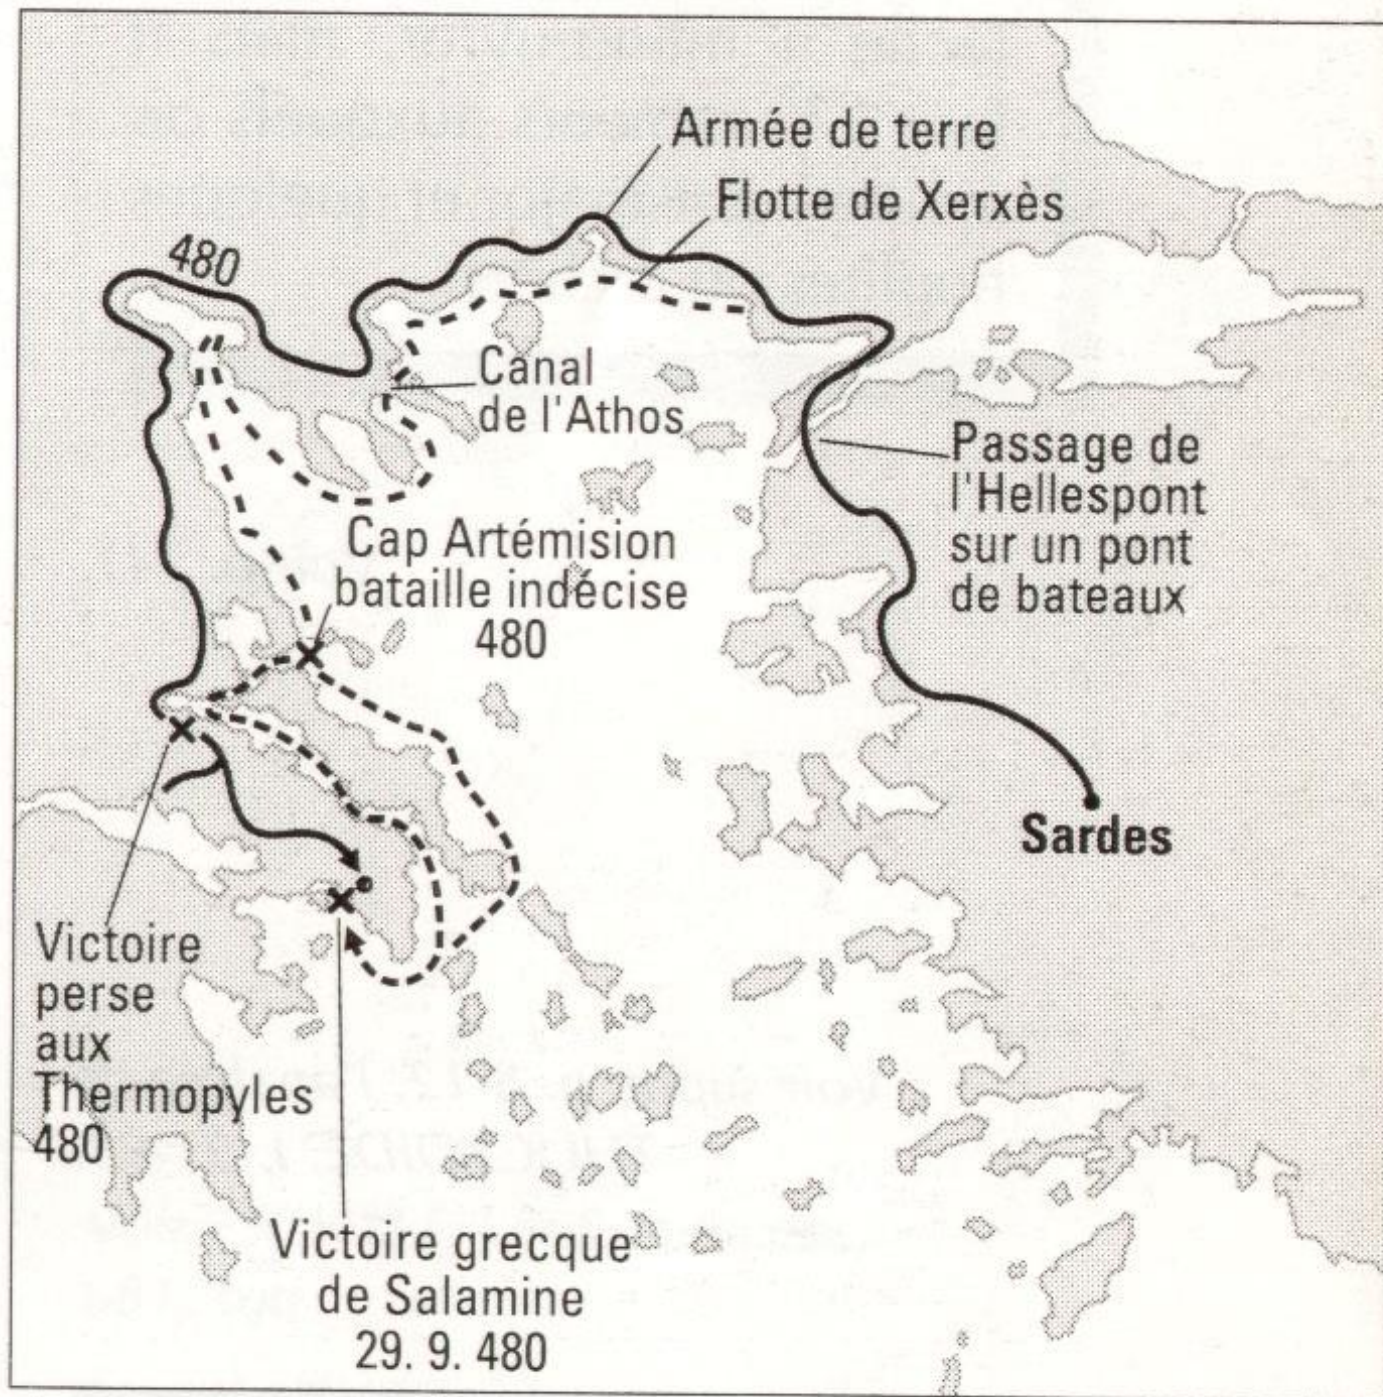 Armée de terre
Flotte de Xerxès
480
Canal
de l'Athos
Passage de
l'Hellespont
sur un pont
de bateaux
Cap Artémision
bataille indécise
480
Sardes
Victoire
perse
aux
Thermopyles
480
Victoire grecque
de Salamine
29. 9. 480